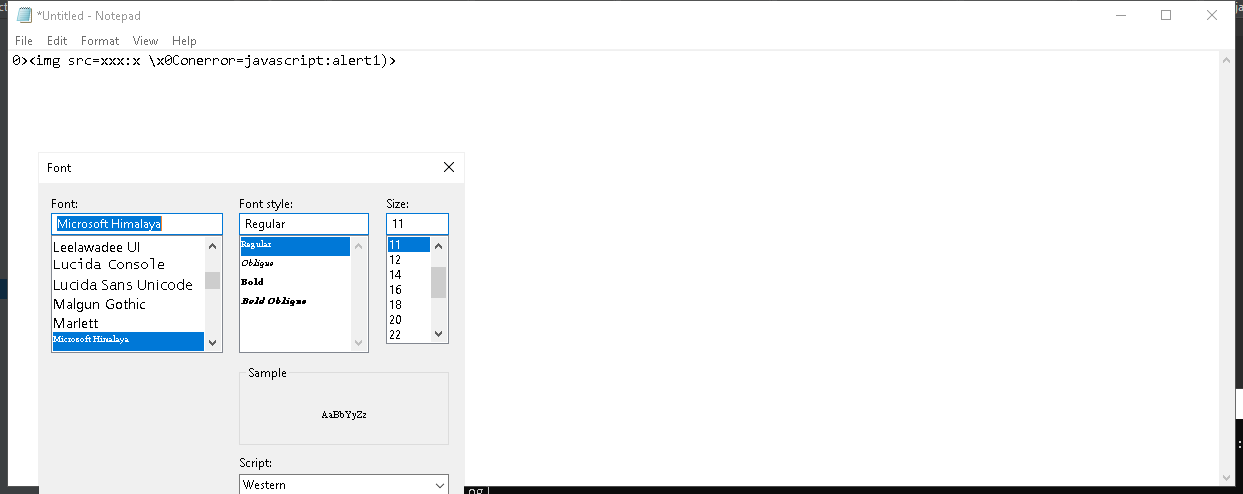 *Untitled - Notepad
File Edit Format View Help
0><img src=xxx:x \x0Conerror=javascript:alert1)>
Font
Font: Font style: Size:
Microsoft Himalaya Regular 11
Leelawadee UI Regular 11
Lucida Console Oblique 12
Lucida Sans Unicode Bold 14
Malgun Gothic Bold Oblique 16
Marlett 18
Microsoft Himalaya 20
22
Sample
AaBbYyZz
Script:
Western